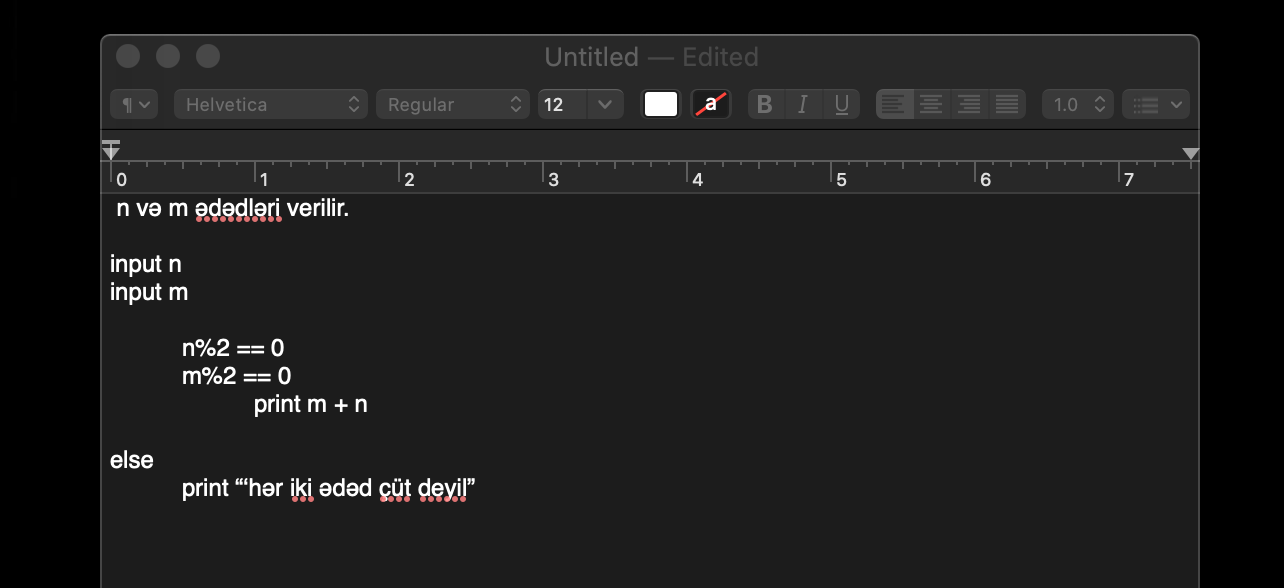 Untitled — Edited
¶ Helvetica Regular 12 a B I U 1.0
0 1 2 3 4 5 6 7
n və m ədədləri verilir.
input n
input m
n%2 == 0
m%2 == 0
print m + n
else
print “‘hər iki ədəd çüt deyil”